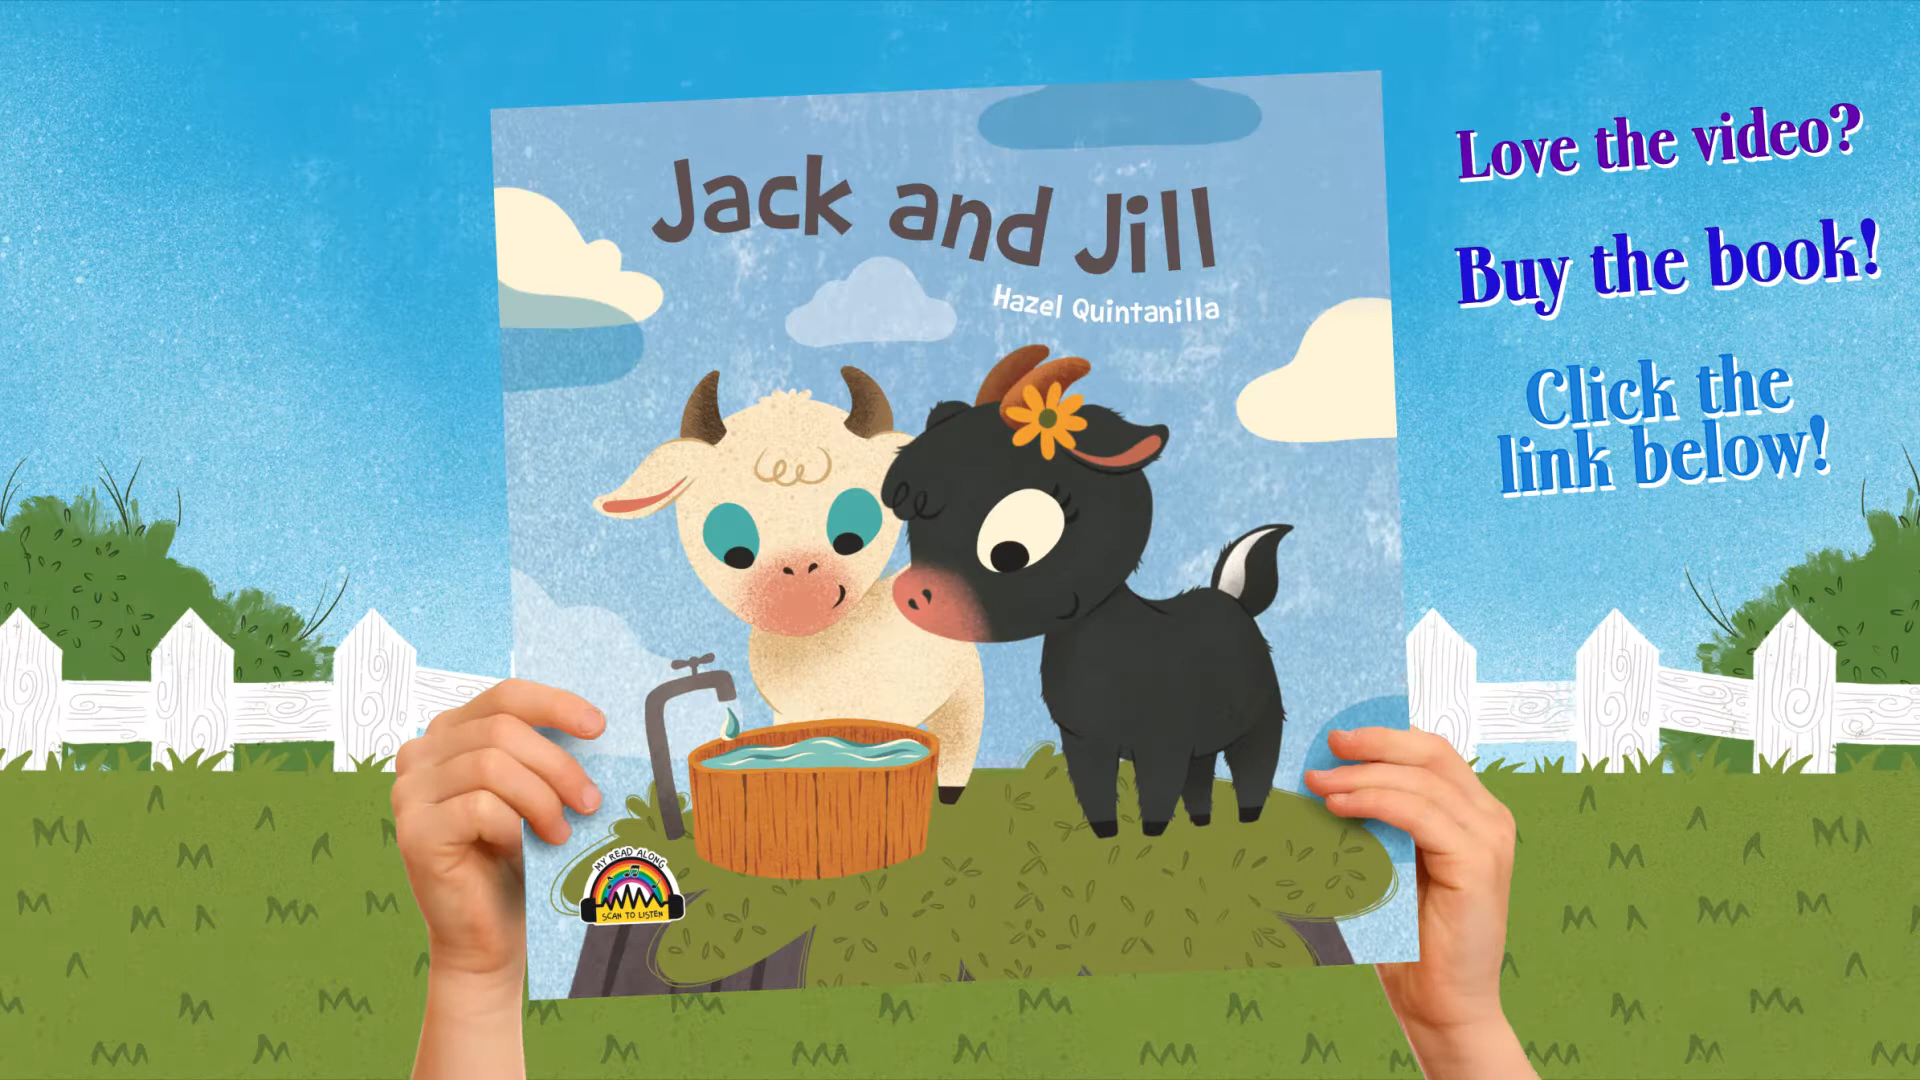 Jack and Jill
Hazel Quintanilla
MY READ ALONG
SCAN TO LISTEN
Love the video?
Buy the book!
Click the
link below!